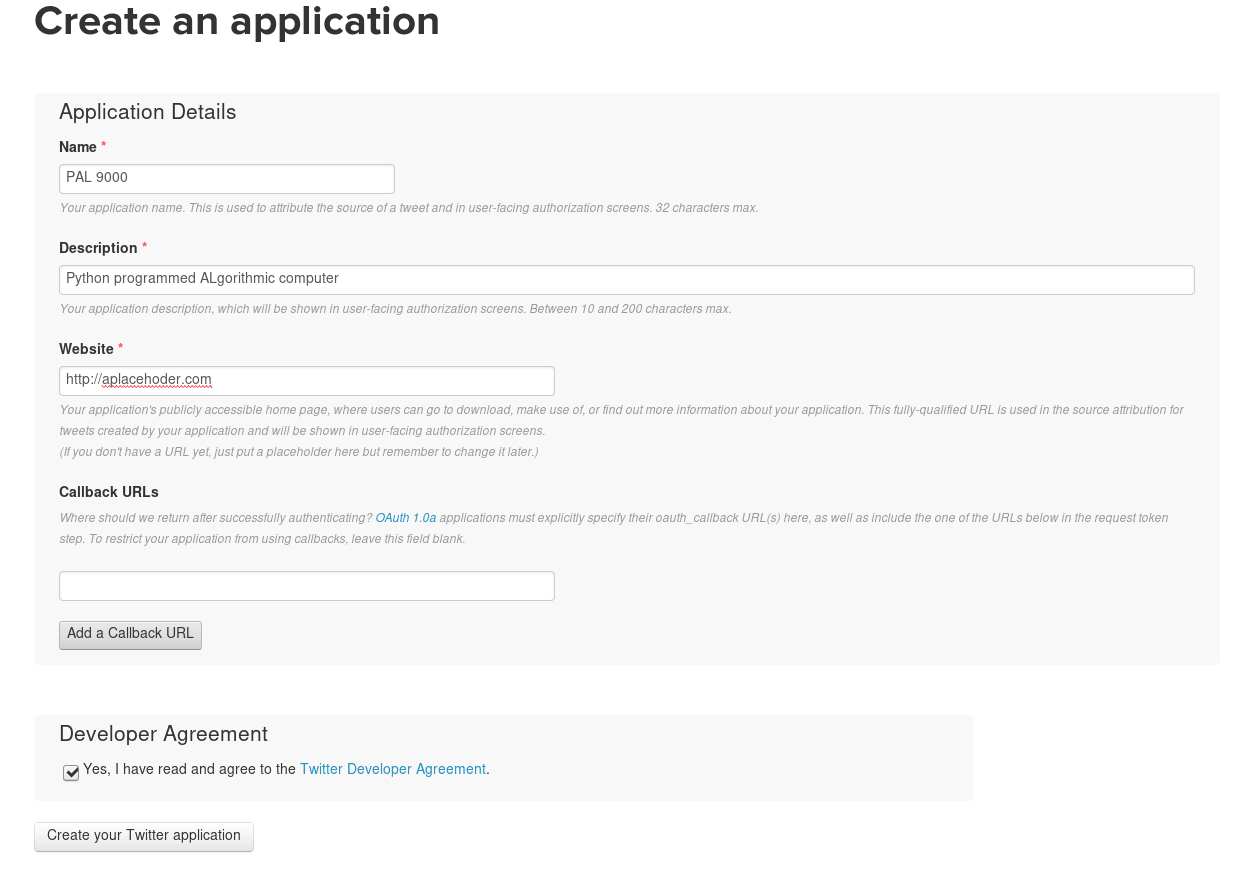 Create an application
Application Details
Name *
PAL 9000
Your application name. This is used to attribute the source of a tweet and in user-facing authorization screens. 32 characters max.
Description *
Python programmed ALgorithmic computer
Your application description, which will be shown in user-facing authorization screens. Between 10 and 200 characters max.
Website *
http://aplacehoder.com
Your application's publicly accessible home page, where users can go to download, make use of, or find out more information about your application. This fully-qualified URL is used in the source attribution for
tweets created by your application and will be shown in user-facing authorization screens.
(If you don't have a URL yet, just put a placeholder here but remember to change it later.)
Callback URLs
Where should we return after successfully authenticating? OAuth 1.0a applications must explicitly specify their oauth_callback URL(s) here, as well as include the one of the URLs below in the request token
step. To restrict your application from using callbacks, leave this field blank.
Add a Callback URL
Developer Agreement
Yes, I have read and agree to the Twitter Developer Agreement.
Create your Twitter application